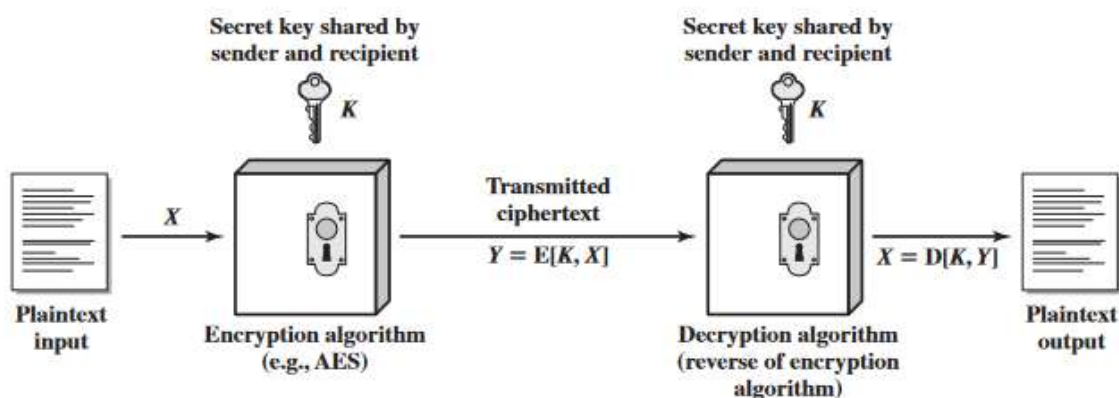 Secret key shared by
sender and recipient
K
Secret key shared by
sender and recipient
K
X
Transmitted
ciphertext
Y = E[K, X]
X = D[K, Y]
Plaintext
input
Encryption algorithm
(e.g., AES)
Decryption algorithm
(reverse of encryption
algorithm)
Plaintext
output